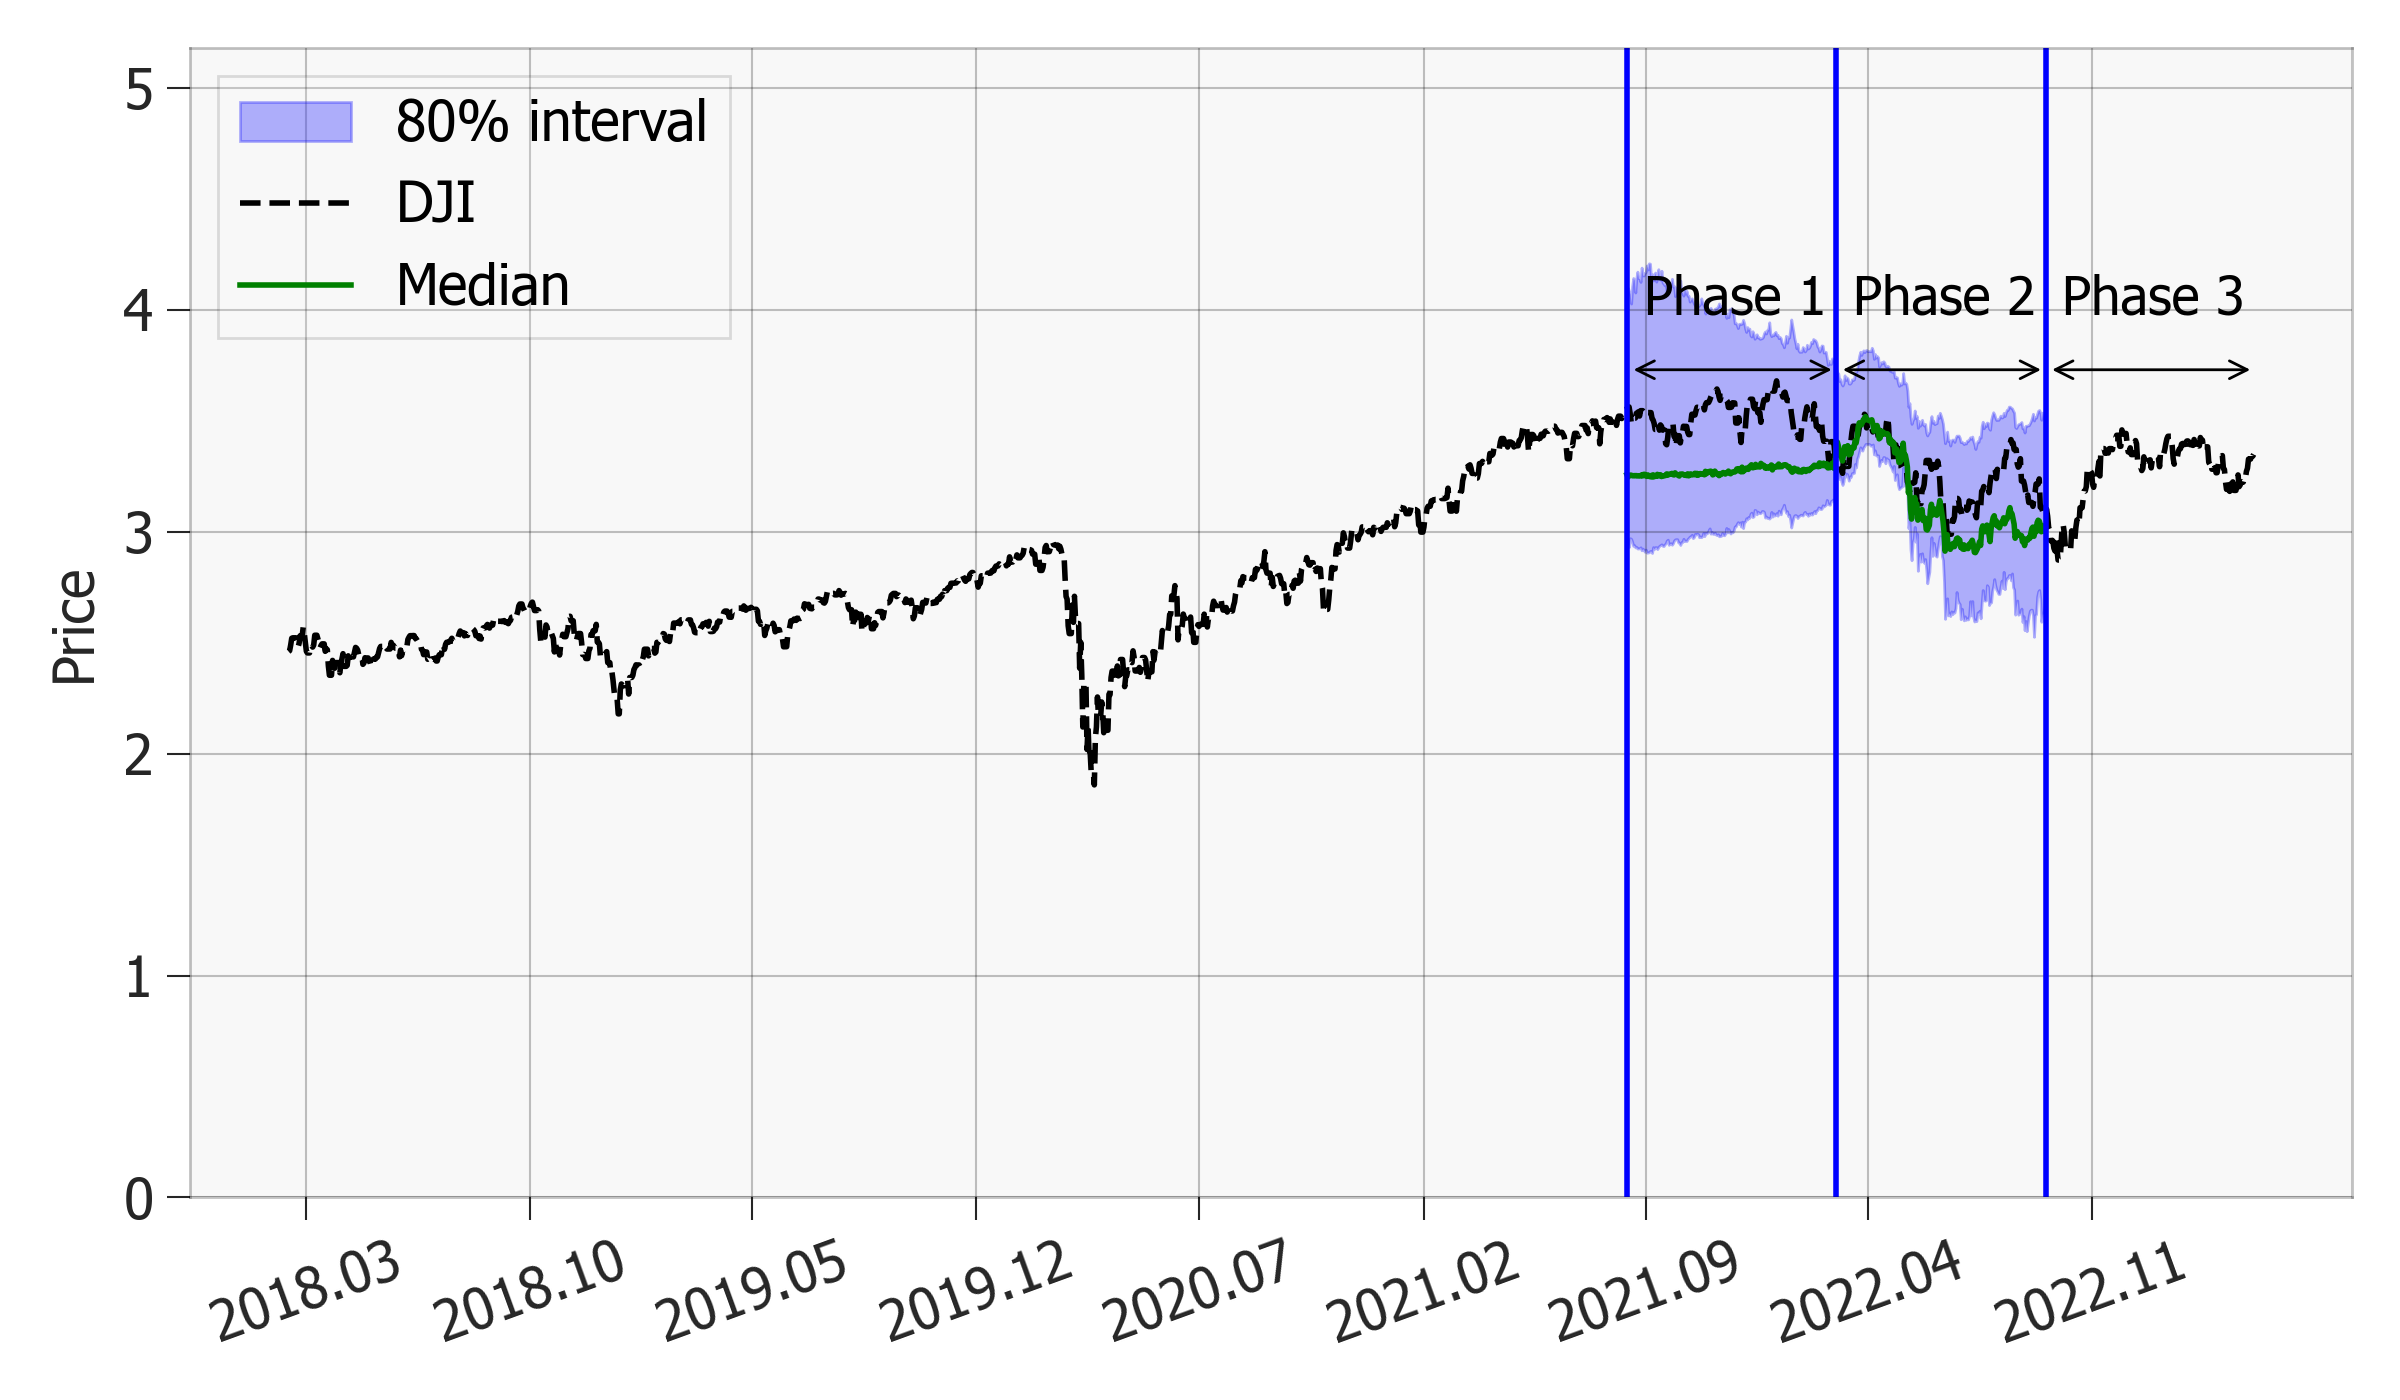 80% interval
DJI
Median
Phase 1
Phase 2
Phase 3
Price
5
4
3
2
1
0
2018.03
2018.10
2019.05
2019.12
2020.07
2021.02
2021.09
2022.04
2022.11